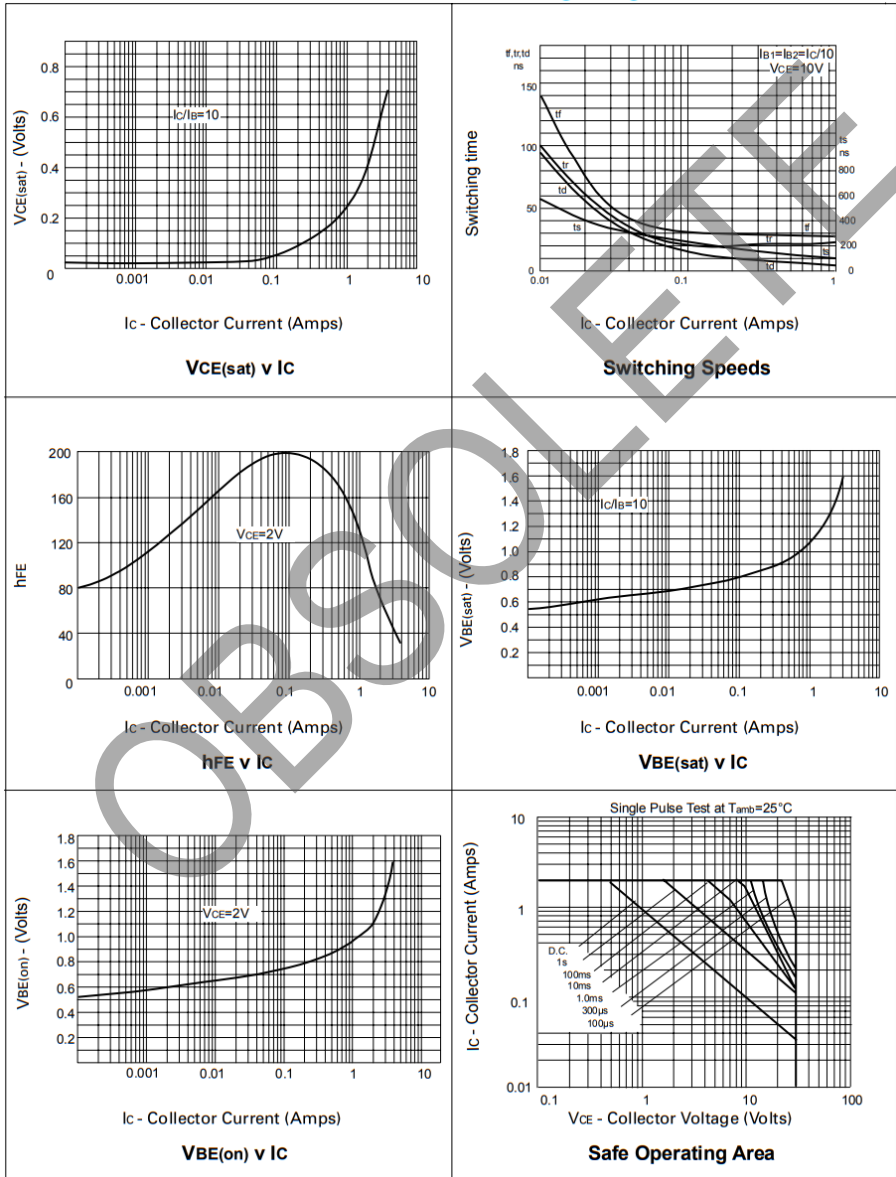 0.8
0.6
0.4
0.2
0
IC/IB=10
VCE(sat) - (Volts)
0.001 0.01 0.1 1 10
IC - Collector Current (Amps)
VCE(sat) v IC
tf,tr,td
ns
150
100
50
0
IB1=IB2=IC/10
VCE=10V
tf
tr
td
ts
tf
tr
ts
td
ts
ns
800
600
400
200
0
Switching time
0.01 0.1 1
IC - Collector Current (Amps)
Switching Speeds
200
160
120
80
40
0
VCE=2V
hFE
0.001 0.01 0.1 1 10
IC - Collector Current (Amps)
hFE v IC
1.8
1.6
1.4
1.2
1.0
0.8
0.6
0.4
0.2
IC/IB=10
VBE(sat) - (Volts)
0.001 0.01 0.1 1 10
IC - Collector Current (Amps)
VBE(sat) v IC
1.8
1.6
1.4
1.2
1.0
0.8
0.6
0.4
0.2
VCE=2V
VBE(on) - (Volts)
0.001 0.01 0.1 1 10
IC - Collector Current (Amps)
VBE(on) v IC
Single Pulse Test at Tamb=25°C
10
1
0.1
0.01
D.C.
1s
100ms
10ms
1.0ms
300µs
100µs
IC - Collector Current (Amps)
0.1 1 10 100
VCE - Collector Voltage (Volts)
Safe Operating Area
OBSOLETE